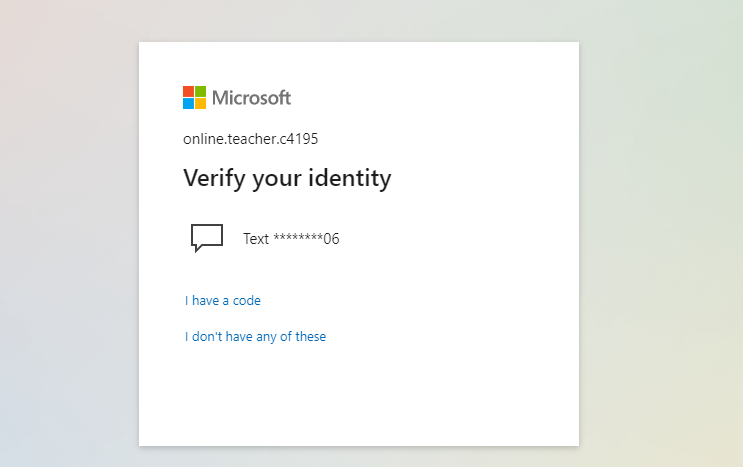 Microsoft
online.teacher.c4195
Verify your identity
Text ********06
I have a code
I don't have any of these